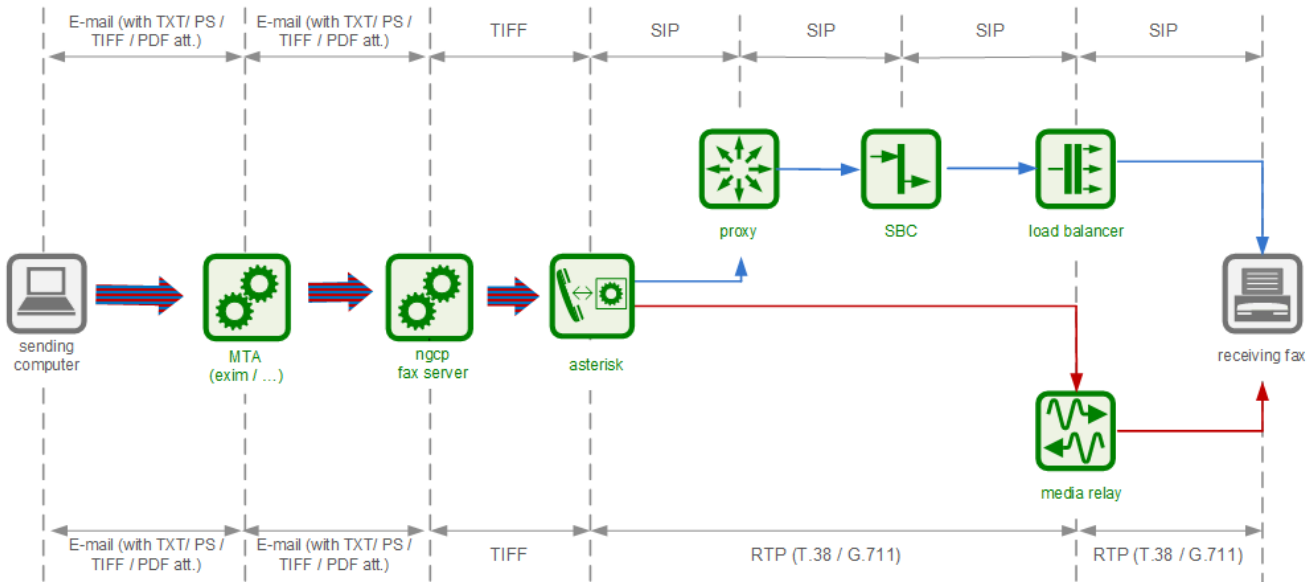 E-mail (with TXT/ PS /
TIFF / PDF att.)
E-mail (with TXT/ PS /
TIFF / PDF att.)
TIFF
SIP
SIP
SIP
SIP
proxy
SBC
load balancer
sending
computer
MTA
(exim / ...)
ngcp
fax server
asterisk
receiving fax
media relay
E-mail (with TXT/ PS /
TIFF / PDF att.)
E-mail (with TXT/ PS /
TIFF / PDF att.)
TIFF
RTP (T.38 / G.711)
RTP (T.38 / G.711)